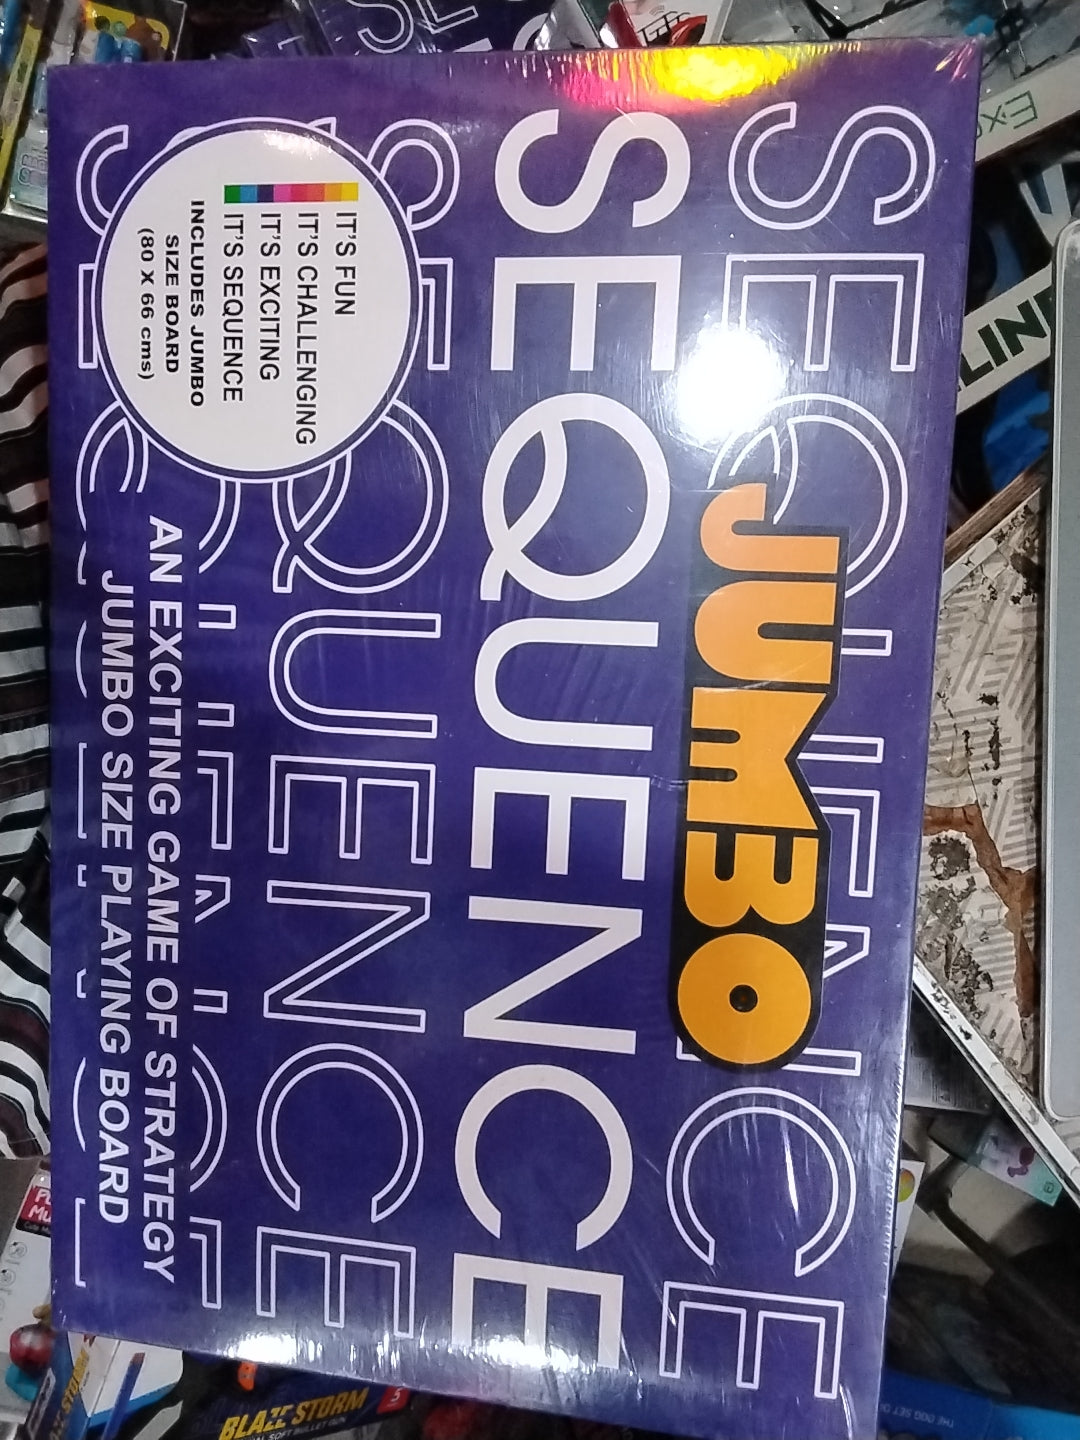 SEQUENCE
JUMBO
SEQUENCE
SEQUENCE
IT'S FUN
IT'S CHALLENGING
IT'S EXCITING
IT'S SEQUENCE
INCLUDES JUMBO
SIZE BOARD
(80 X 66 cms)
AN EXCITING GAME OF STRATEGY
JUMBO SIZE PLAYING BOARD
BLAZE STORM